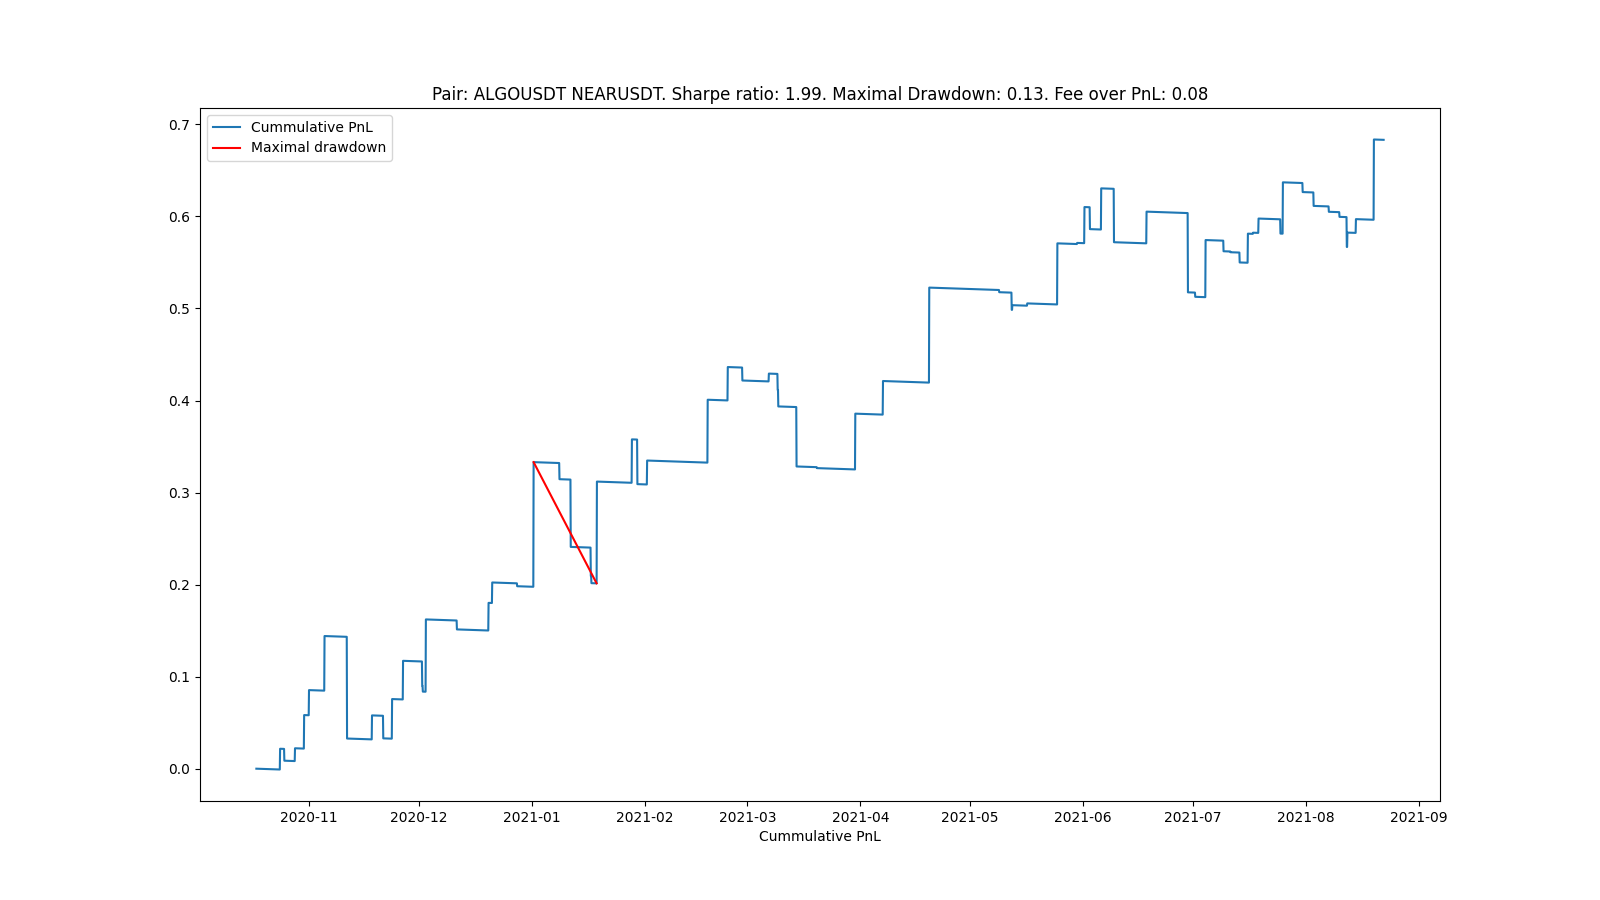 Pair: ALGOUSDT NEARUSDT. Sharpe ratio: 1.99. Maximal Drawdown: 0.13. Fee over PnL: 0.08
Cummulative PnL
Maximal drawdown
0.7
0.6
0.5
0.4
0.3
0.2
0.1
0.0
2020-11 2020-12 2021-01 2021-02 2021-03 2021-04 2021-05 2021-06 2021-07 2021-08 2021-09
Cummulative PnL